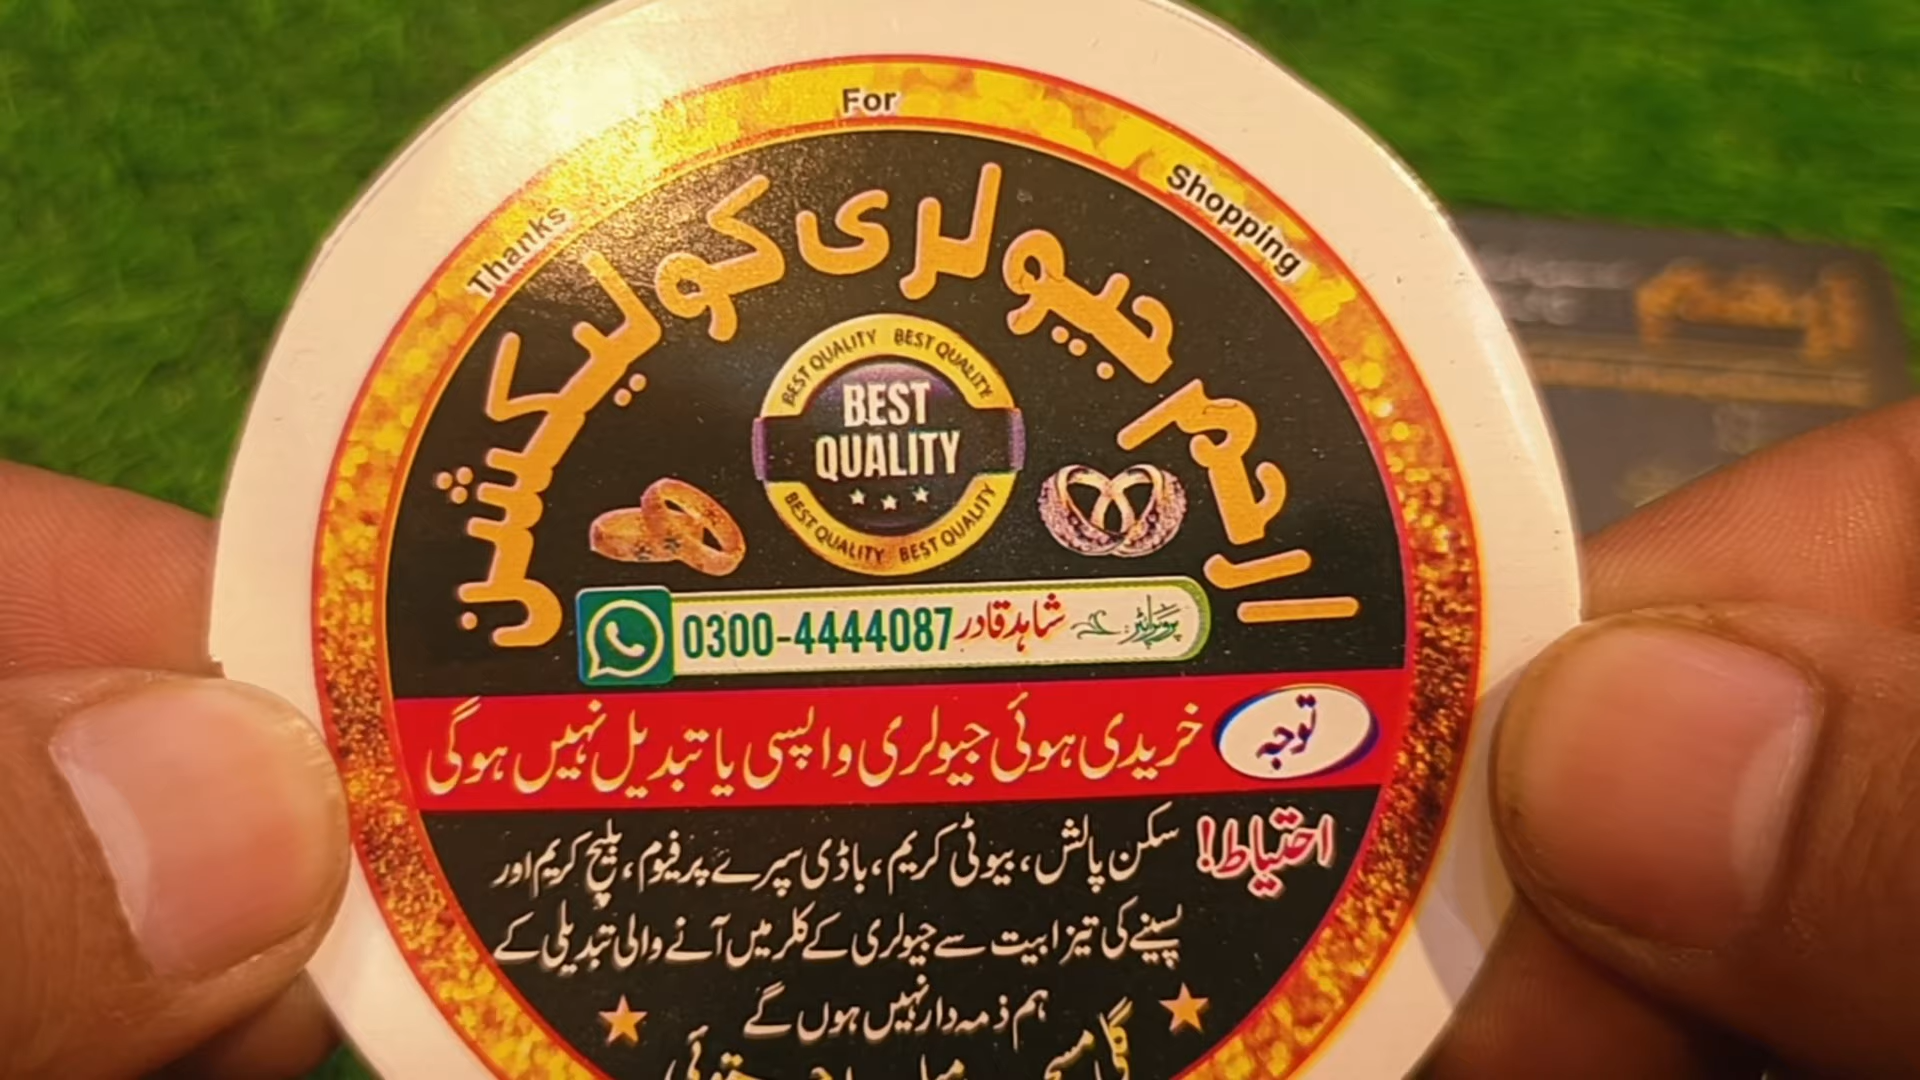 Thanks For Shopping
اراحم جیولری کولیکشن
BEST QUALITY BEST QUALITY
BEST
QUALITY
BEST QUALITY BEST QUALITY
پروپرائٹر: شاہد قادر 0300-4444087
توجہ خریدی ہوئی جیولری واپسی یا تبدیل نہیں ہوگی
احتیاط! سکن پالش، بیوٹی کریم، باڈی سپرے پرفیوم، بلیچ کریم اور
پسینے کی تیزابیت سے جیولری کے کلر میں آنے والی تبدیلی کے
ہم ذمہ دار نہیں ہوں گے